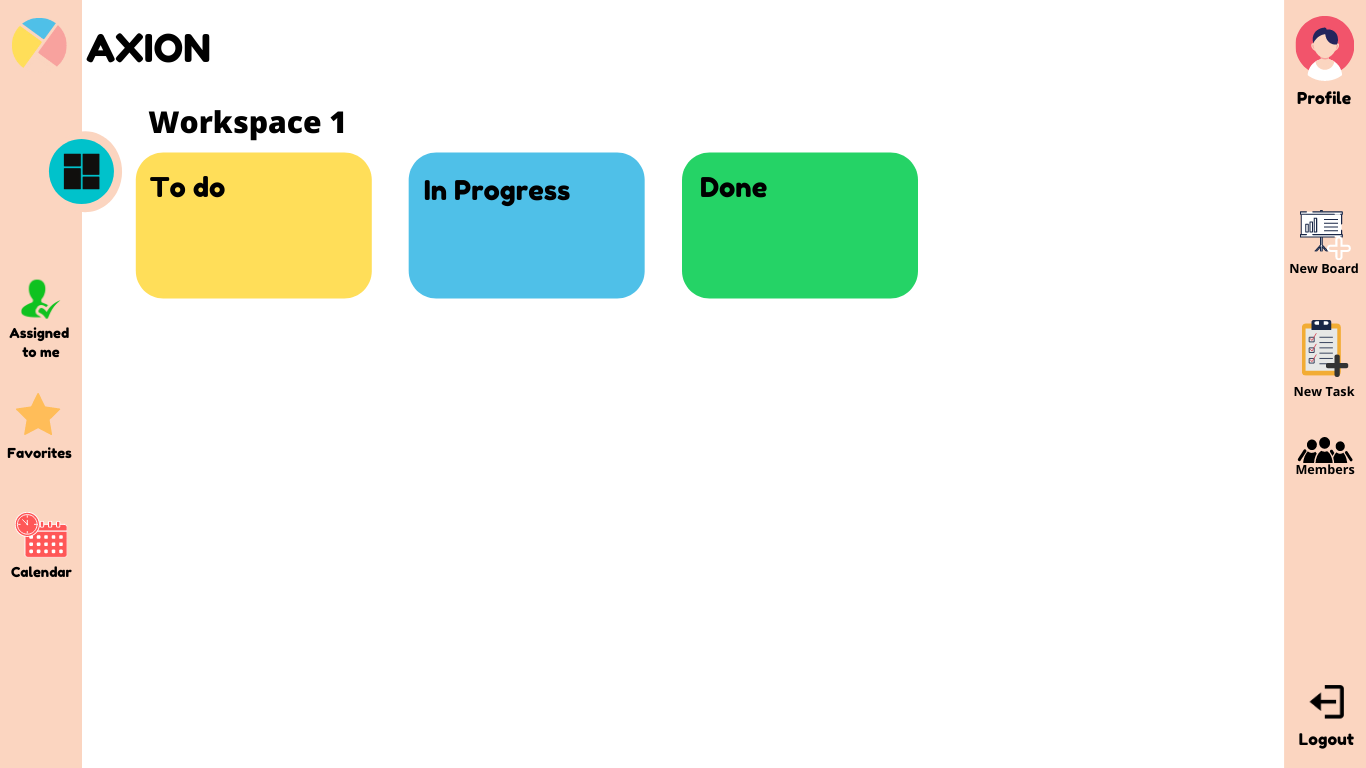 AXION
Profile
Workspace 1
To do
In Progress
Done
New Board
Assigned
to me
New Task
Favorites
Members
Calendar
Logout